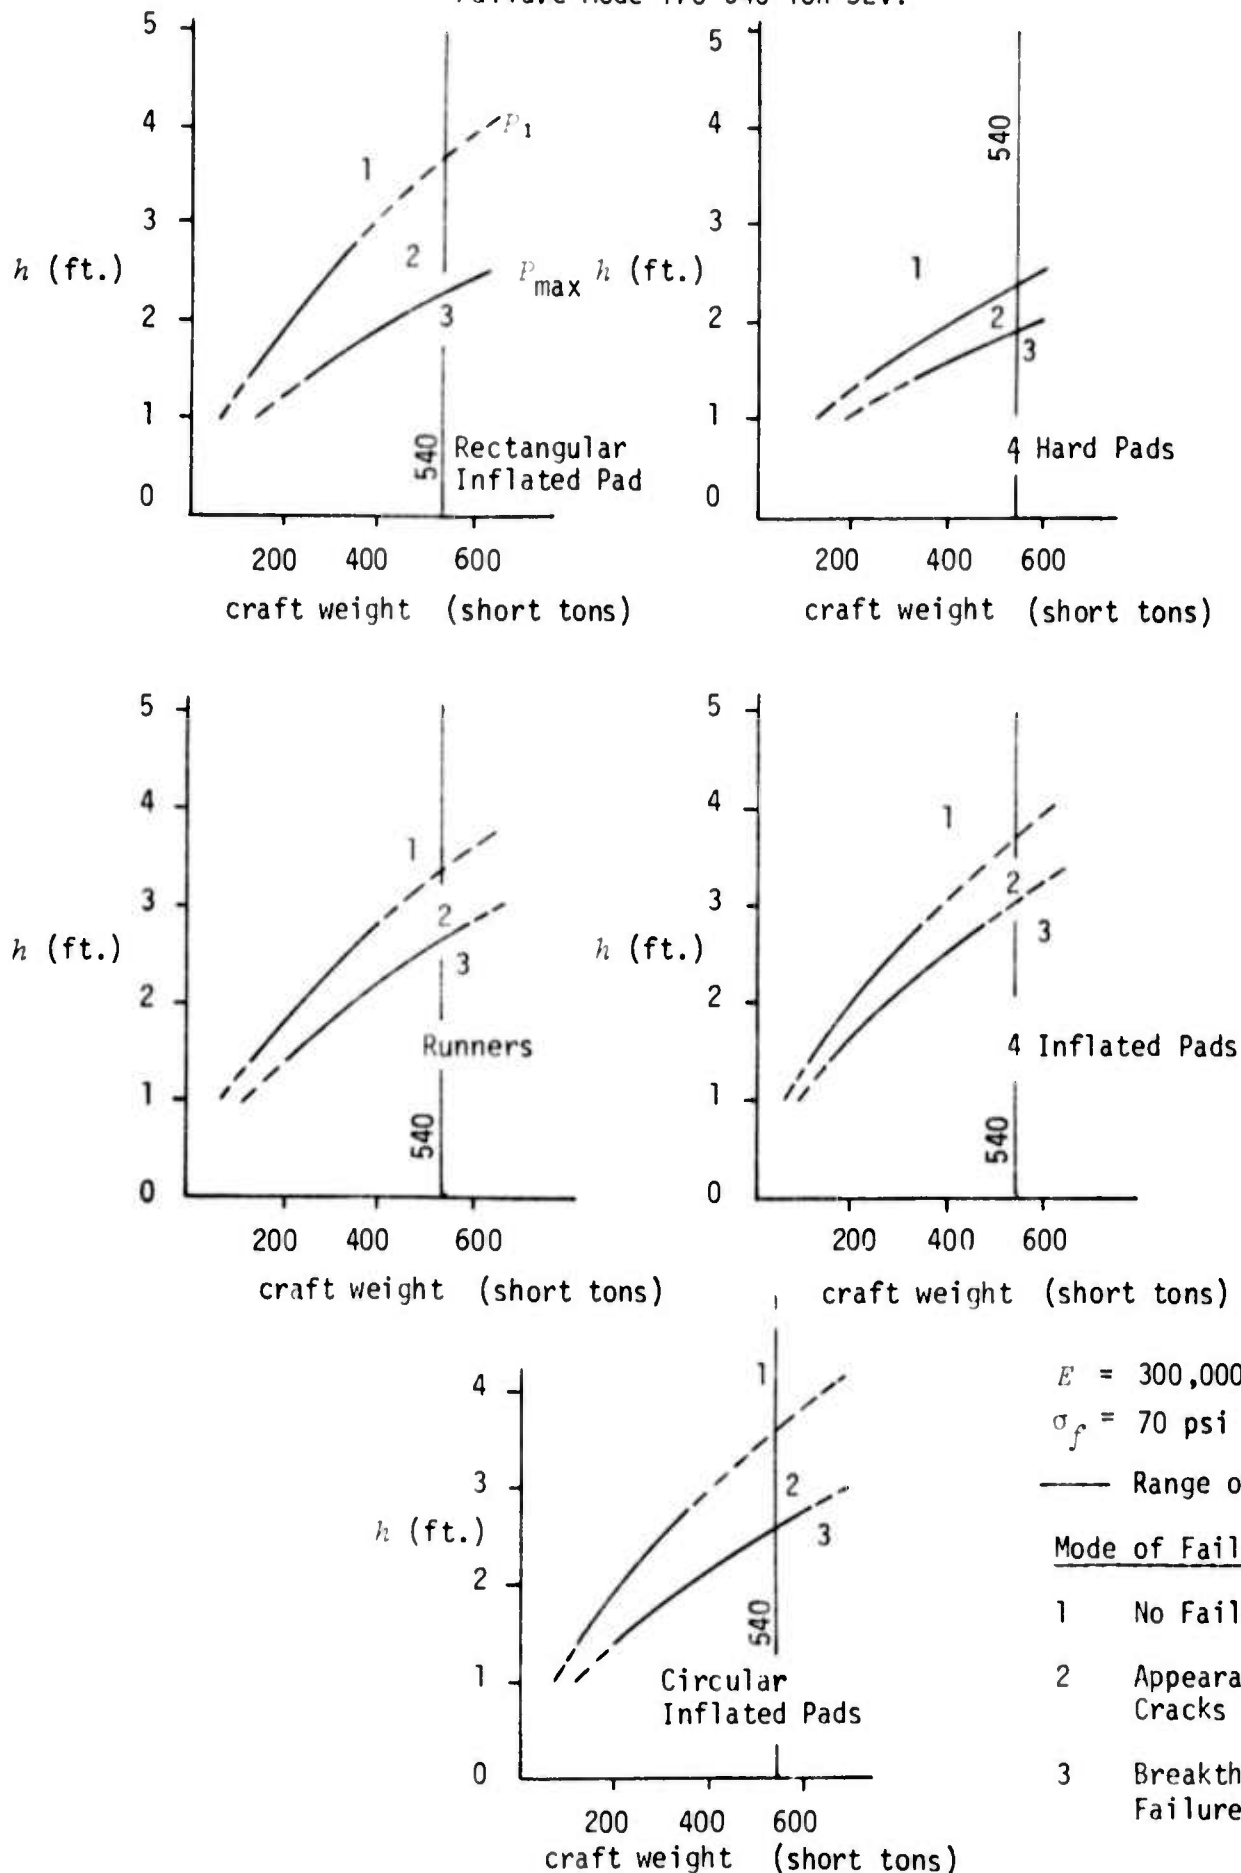 5
4
3
2
1
0
h (ft.)
1
2
3
P1
Pmax
540
Rectangular
Inflated Pad
200 400 600
craft weight (short tons)
5
4
3
2
1
0
h (ft.)
1
2
3
540
4 Hard Pads
200 400 600
craft weight (short tons)
5
4
3
2
1
0
h (ft.)
1
2
3
Runners
540
200 400 600
craft weight (short tons)
5
4
3
2
1
0
h (ft.)
1
2
3
4 Inflated Pads
540
200 400 600
craft weight (short tons)
4
3
2
1
0
h (ft.)
1
2
3
540
Circular
Inflated Pads
200 400 600
craft weight (short tons)
E = 300,000
σf = 70 psi
Range o
Mode of Fail
1 No Fail
2 Appeara
Cracks
3 Breakth
Failure